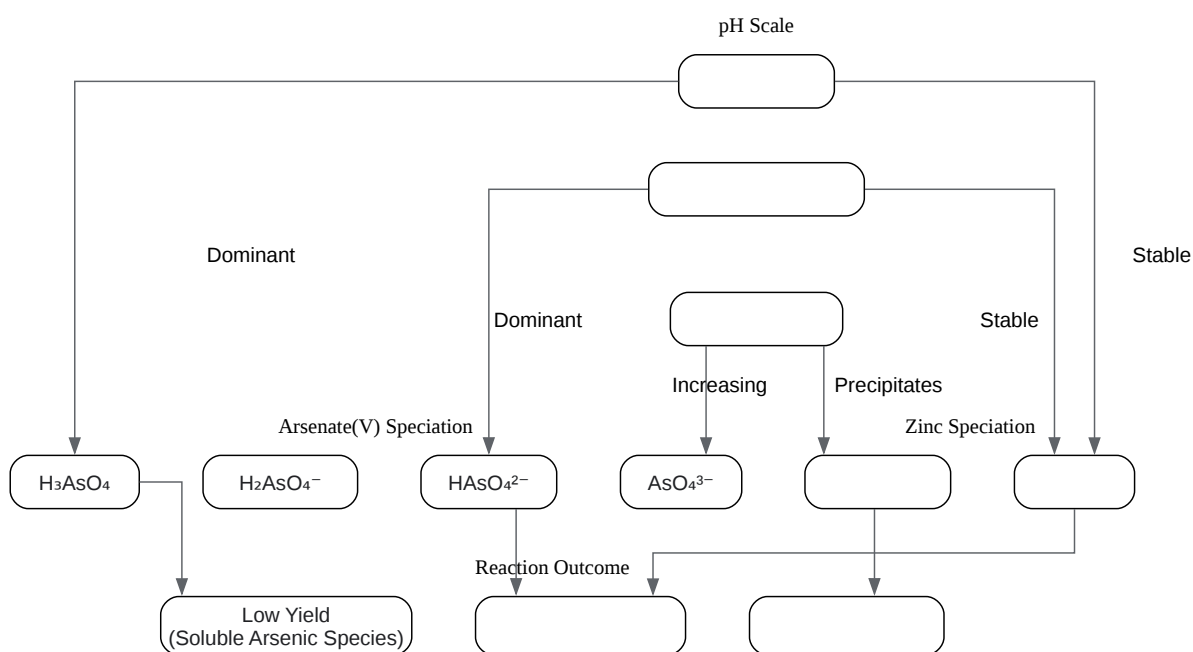 pH Scale
Dominant
Stable
Dominant
Stable
Increasing
Precipitates
Arsenate(V) Speciation
Zinc Speciation
H₃AsO₄
H₂AsO₄⁻
HAsO₄²⁻
AsO₄³⁻
Reaction Outcome
Low Yield
(Soluble Arsenic Species)